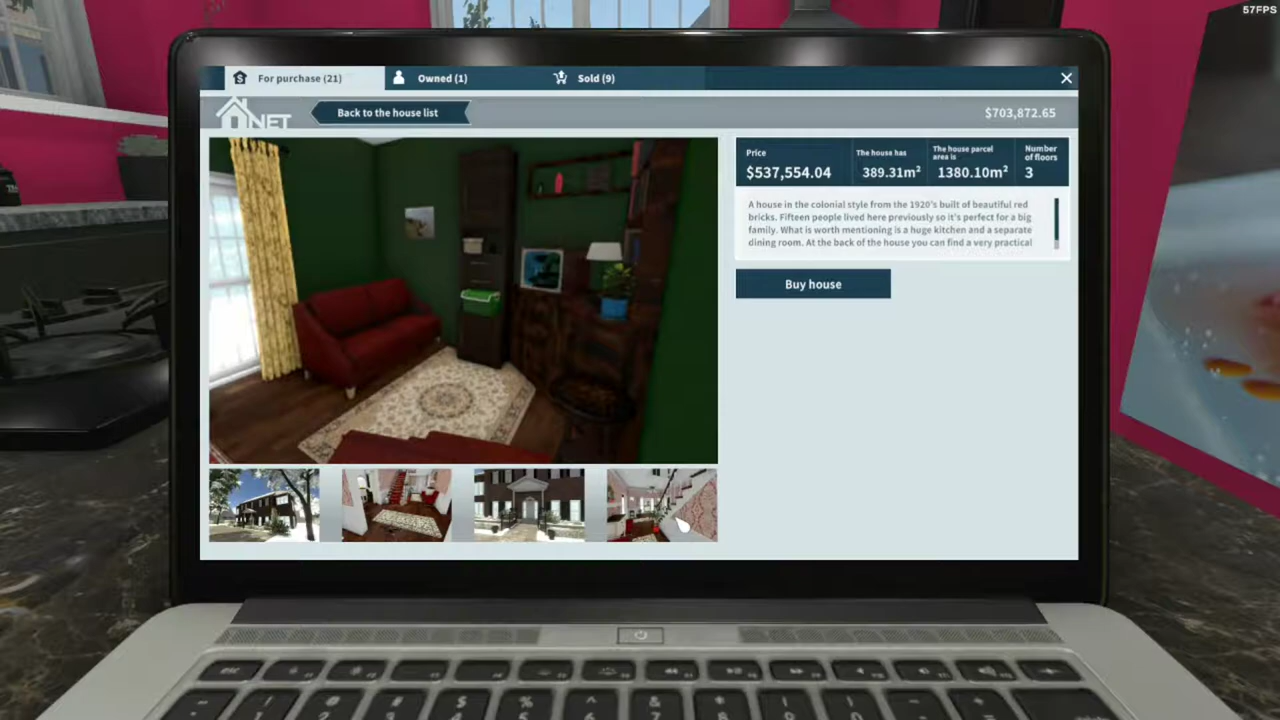 57FPS
For purchase (21)
Owned (1)
Sold (9)
NET
Back to the house list
$703,872.65
Price
$537,554.04
The house has
389.31m²
The house parcel
area is
1380.10m²
Number
of floors
3
A house in the colonial style from the 1920's built of beautiful red
bricks. Fifteen people lived here previously so it's perfect for a big
family. What is worth mentioning is a huge kitchen and a separate
dining room. At the back of the house you can find a very practical
Buy house
esc